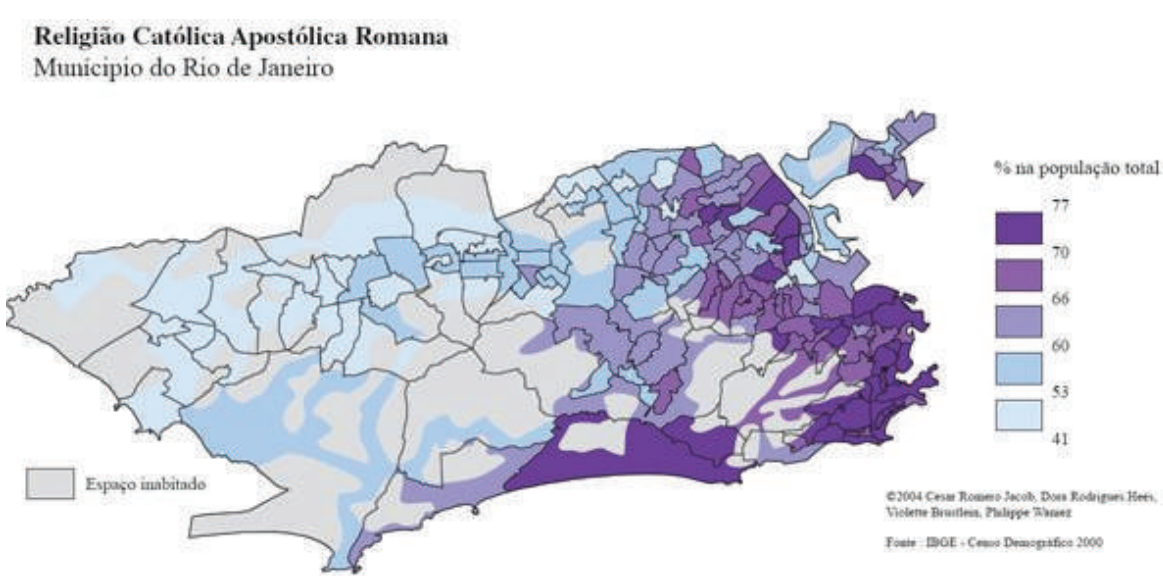 Religião Católica Apostólica Romana
Munícipio do Rio de Janeiro
% na população total
77
70
66
60
53
41
Espaço inabitado
©2004 Cesar Romero Jacob, Dora Rodrigues Hees,
Violette Brustlein, Philippe Waniez
Fonte : IBGE - Censo Demográfico 2000